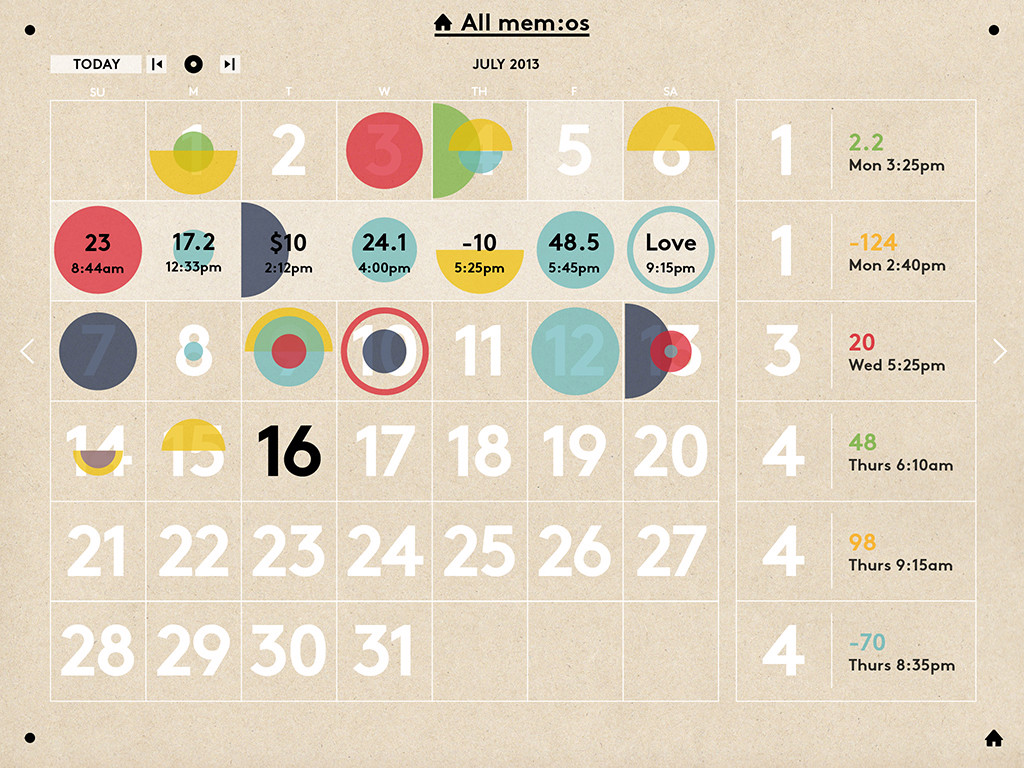 All mem:os
TODAY
JULY 2013
SU M T W TH F SA
1 2 3 4 5 6
23 17.2 $10 24.1 -10 48.5 Love
8:44am 12:33pm 2:12pm 4:00pm 5:25pm 5:45pm 9:15pm
7 8 9 10 11 12 13
14 15 16 17 18 19 20
21 22 23 24 25 26 27
28 29 30 31
1
2.2
Mon 3:25pm
1
-124
Mon 2:40pm
3
20
Wed 5:25pm
4
48
Thurs 6:10am
4
98
Thurs 9:15am
4
-70
Thurs 8:35pm